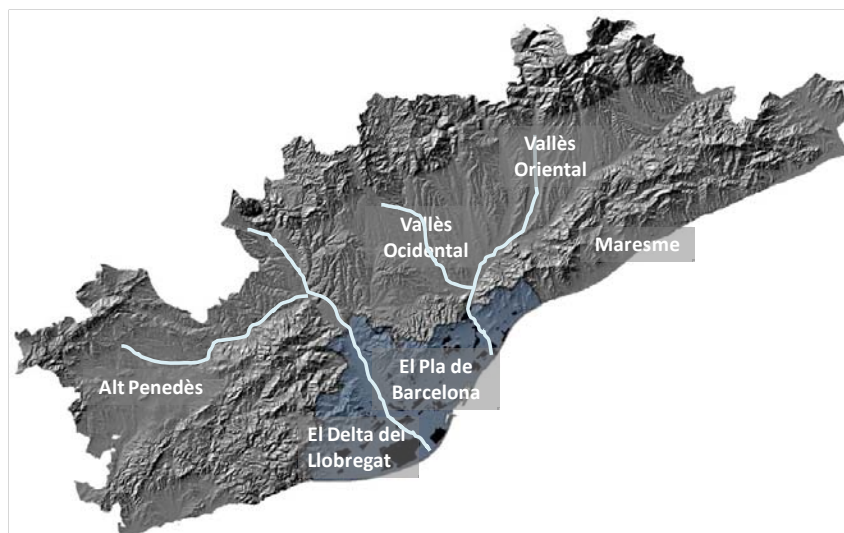 Vallès
Oriental
Vallès
Ocidental
Maresme
El Pla de
Barcelona
Alt Penedès
El Delta del
Llobregat